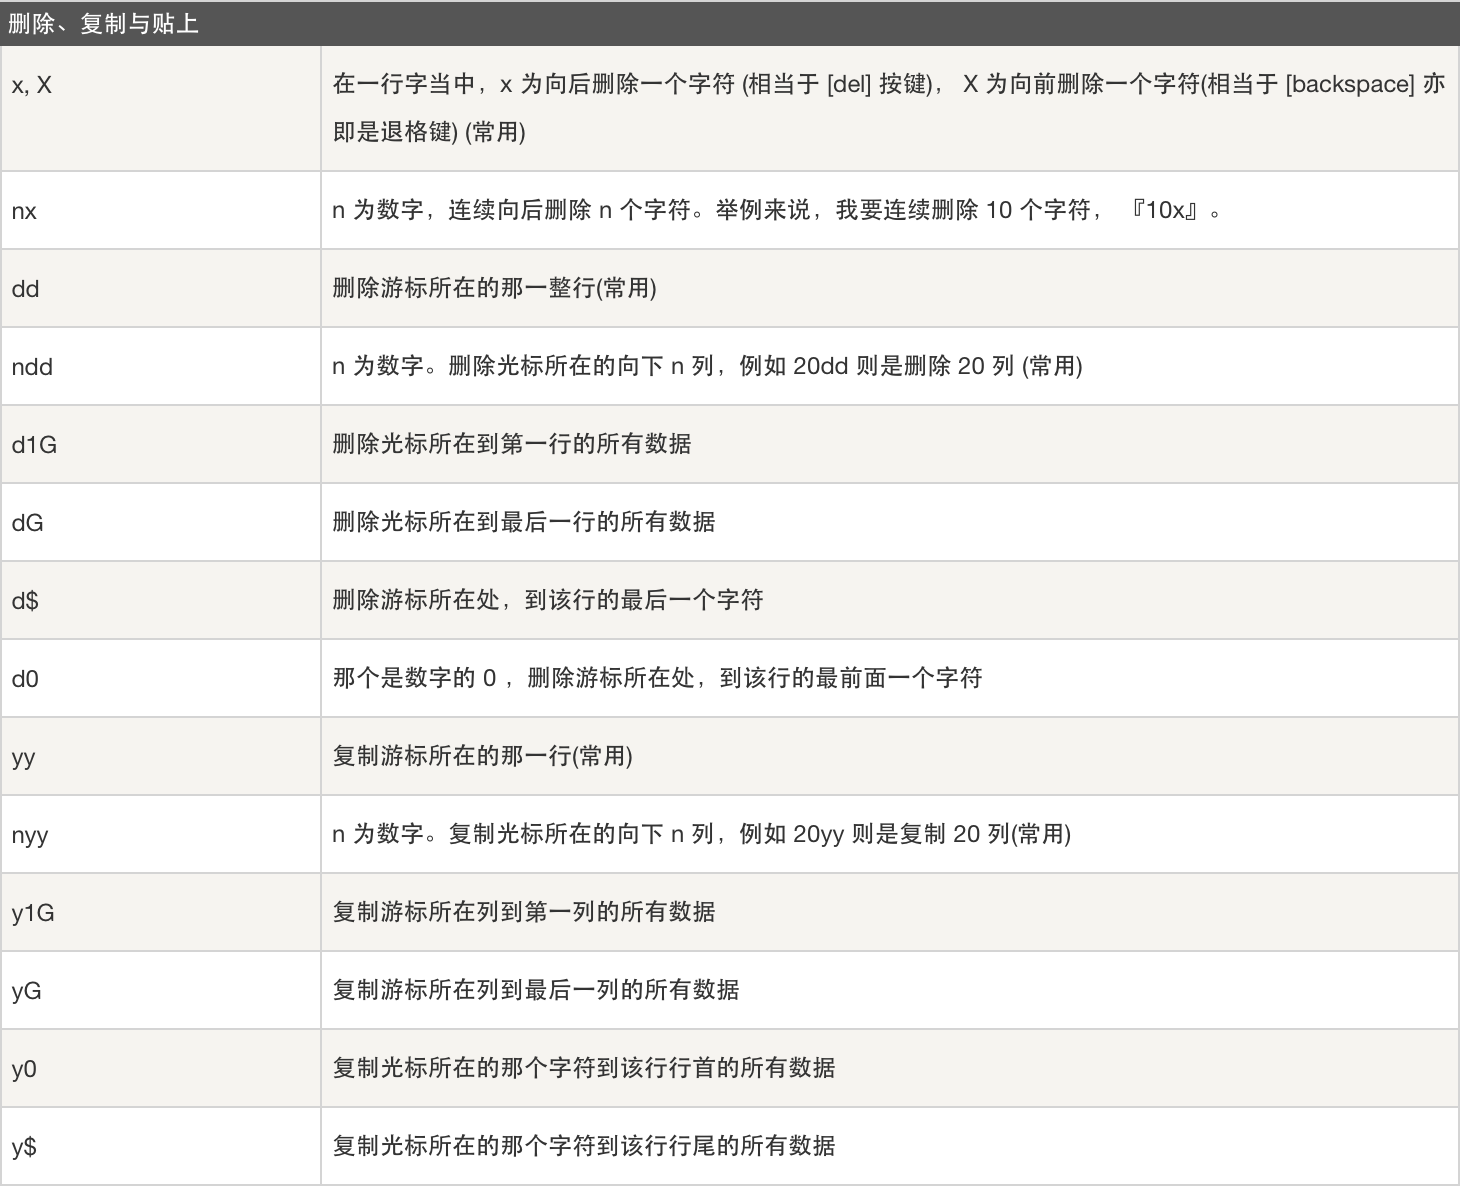 删除、复制与贴上
x, X
在一行字当中，x 为向后删除一个字符 (相当于 [del] 按键)， X 为向前删除一个字符(相当于 [backspace] 亦
即是退格键) (常用)
nx
n 为数字，连续向后删除 n 个字符。举例来说，我要连续删除 10 个字符， 『10x』。
dd
删除游标所在的那一整行(常用)
ndd
n 为数字。删除光标所在的向下 n 列，例如 20dd 则是删除 20 列 (常用)
d1G
删除光标所在到第一行的所有数据
dG
删除光标所在到最后一行的所有数据
d$
删除游标所在处，到该行的最后一个字符
d0
那个是数字的 0 ，删除游标所在处，到该行的最前面一个字符
yy
复制游标所在的那一行(常用)
nyy
n 为数字。复制光标所在的向下 n 列，例如 20yy 则是复制 20 列(常用)
y1G
复制游标所在列到第一列的所有数据
yG
复制游标所在列到最后一列的所有数据
y0
复制光标所在的那个字符到该行行首的所有数据
y$
复制光标所在的那个字符到该行行尾的所有数据